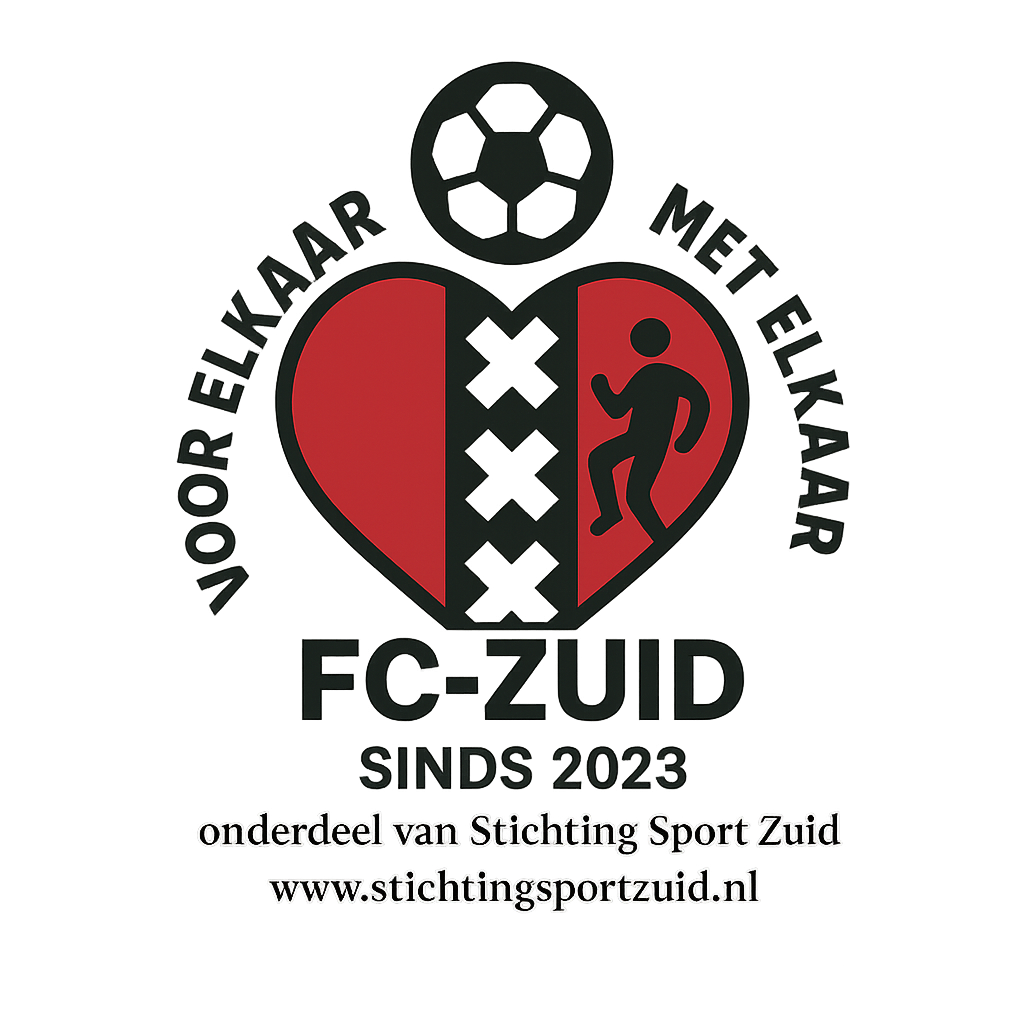 VOOR ELKAAR
MET ELKAAR
FC-ZUID
SINDS 2023
onderdeel van Stichting Sport Zuid
www.stichtingsportzuid.nl